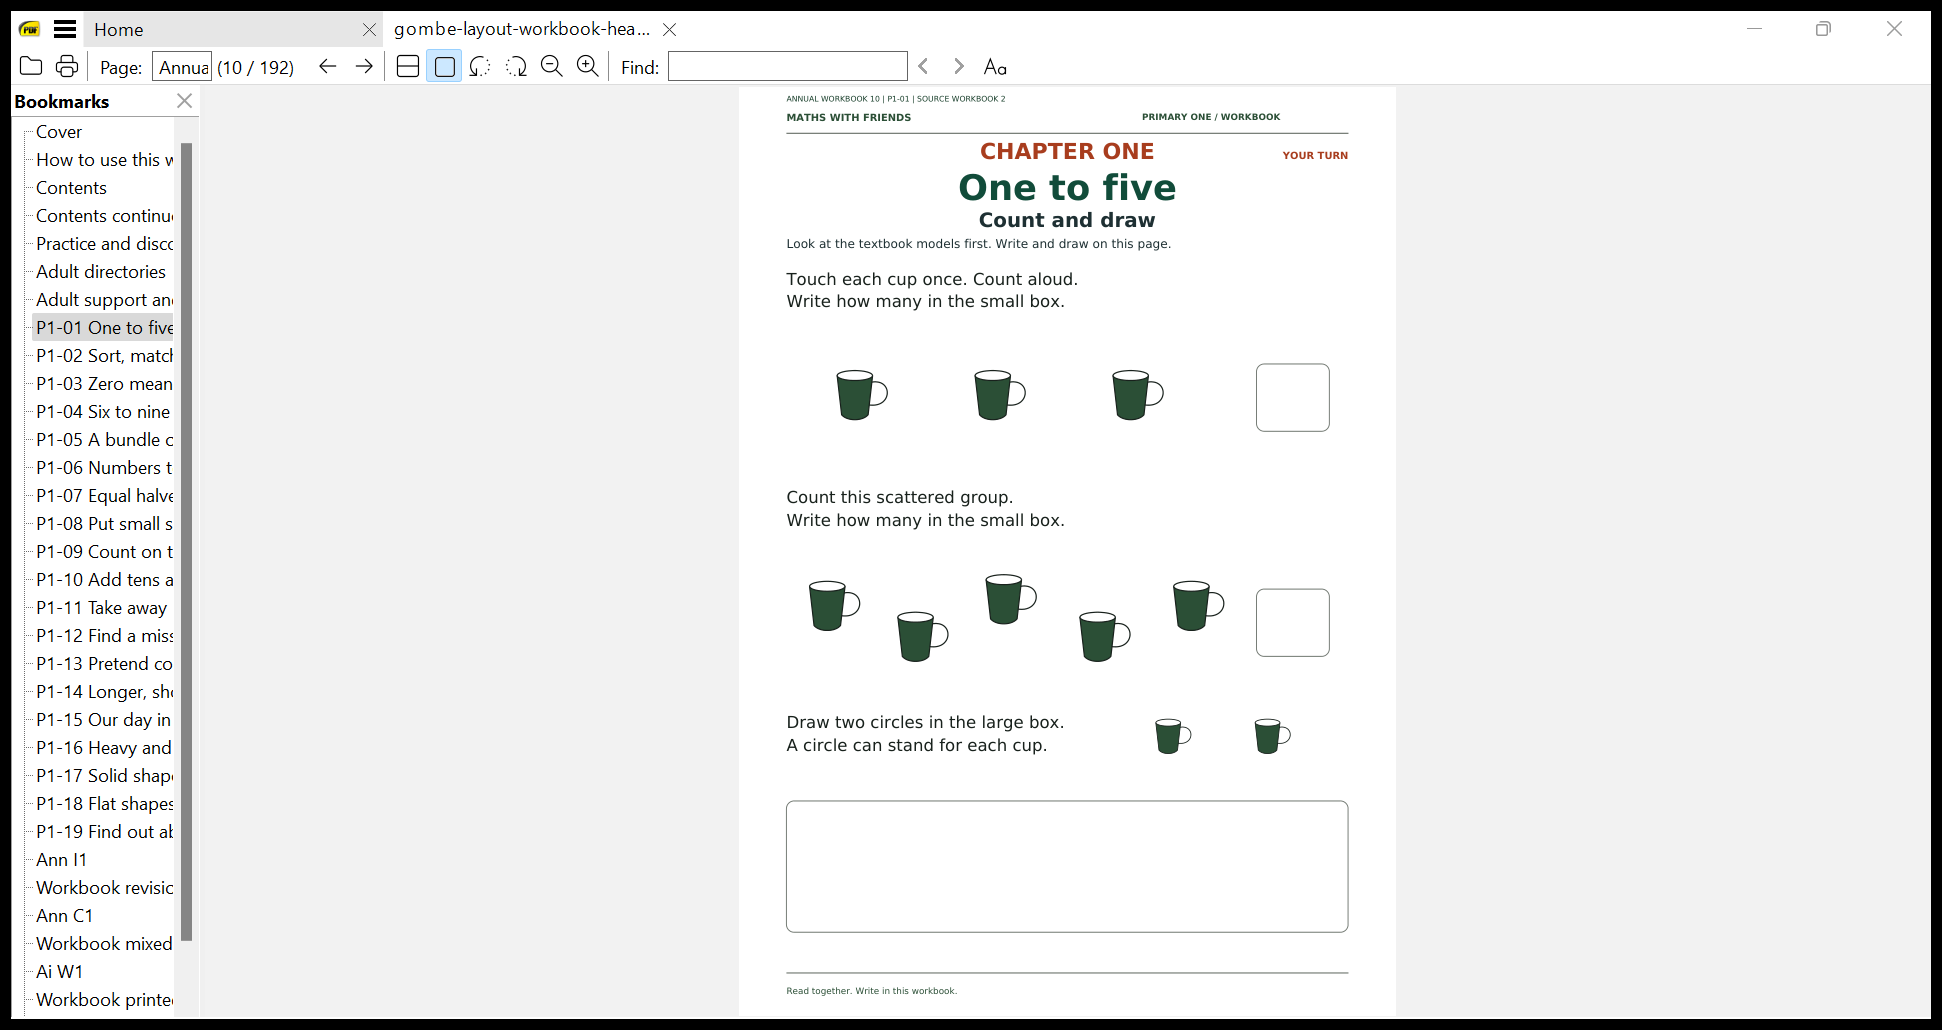 Home
gombe-layout-workbook-hea...
Page: Annua (10 / 192)
Find:
Aa
Bookmarks
Cover
How to use this w
Contents
Contents continu
Practice and disc
Adult directories
Adult support an
P1-01 One to five
P1-02 Sort, match
P1-03 Zero mean
P1-04 Six to nine
P1-05 A bundle o
P1-06 Numbers t
P1-07 Equal halve
P1-08 Put small s
P1-09 Count on t
P1-10 Add tens a
P1-11 Take away
P1-12 Find a miss
P1-13 Pretend co
P1-14 Longer, sho
P1-15 Our day in
P1-16 Heavy and
P1-17 Solid shape
P1-18 Flat shapes
P1-19 Find out ab
Ann I1
Workbook revisio
Ann C1
Workbook mixed
Ai W1
Workbook printe
ANNUAL WORKBOOK 10 | P1-01 | SOURCE WORKBOOK 2
MATHS WITH FRIENDS
PRIMARY ONE / WORKBOOK
CHAPTER ONE
YOUR TURN
One to five
Count and draw
Look at the textbook models first. Write and draw on this page.
Touch each cup once. Count aloud.
Write how many in the small box.
Count this scattered group.
Write how many in the small box.
Draw two circles in the large box.
A circle can stand for each cup.
Read together. Write in this workbook.